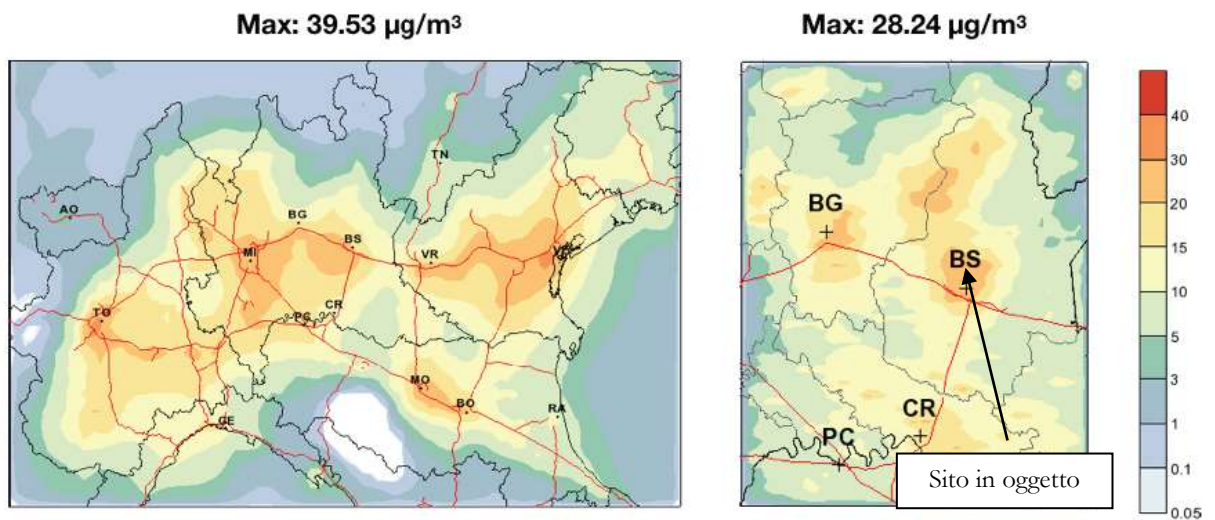 Max: 39.53 µg/m³
Max: 28.24 µg/m³
TN
AO
BG
BS
MI
VR
TO
PC
CR
MO
BO
RA
GE
BG
BS
CR
PC
Sito in oggetto
40
30
20
15
10
5
3
1
0.1
0.05